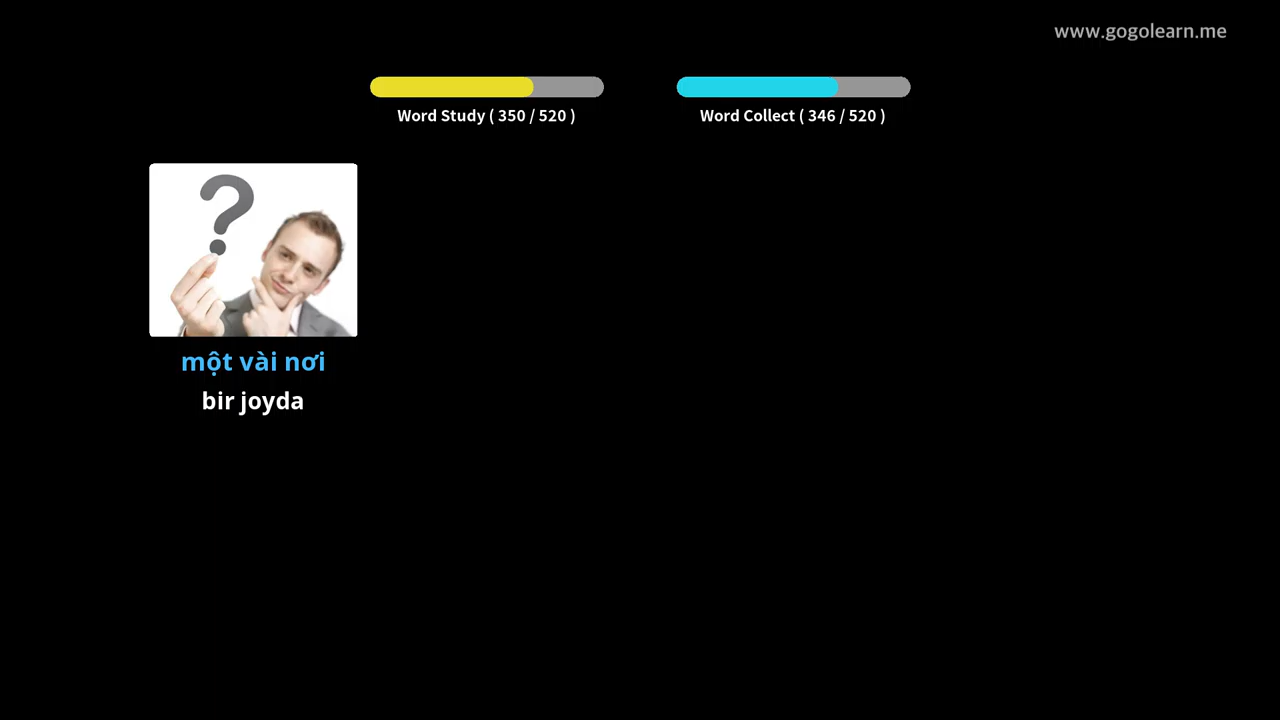 www.gogolearn.me
Word Study ( 350 / 520 )
Word Collect ( 346 / 520 )
?
một vài nơi
bir joyda